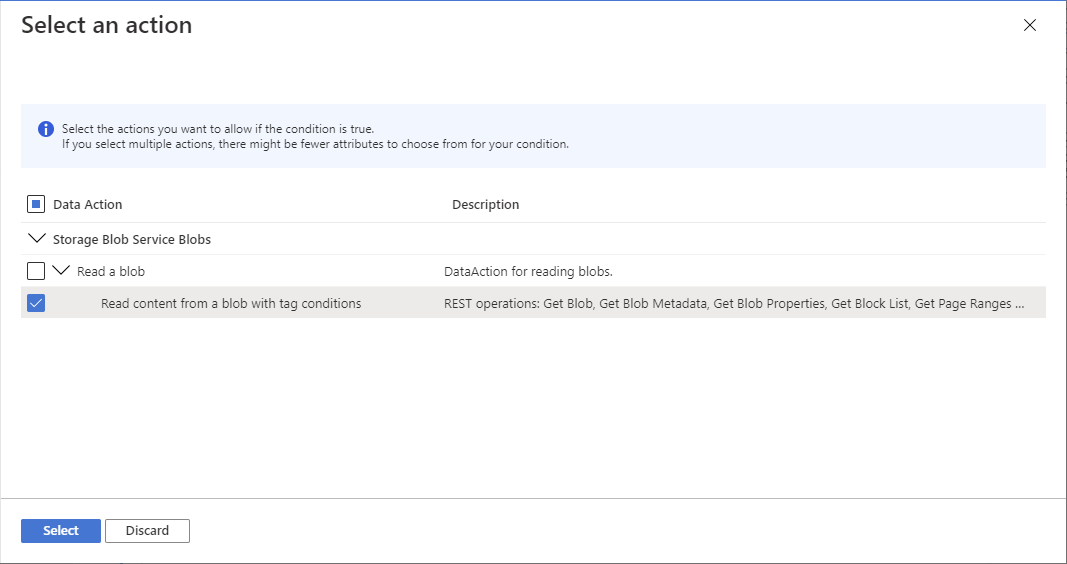 Select an action
Select the actions you want to allow if the condition is true.
If you select multiple actions, there might be fewer attributes to choose from for your condition.
Data Action Description
Storage Blob Service Blobs
Read a blob DataAction for reading blobs.
Read content from a blob with tag conditions REST operations: Get Blob, Get Blob Metadata, Get Blob Properties, Get Block List, Get Page Ranges ...
Select Discard